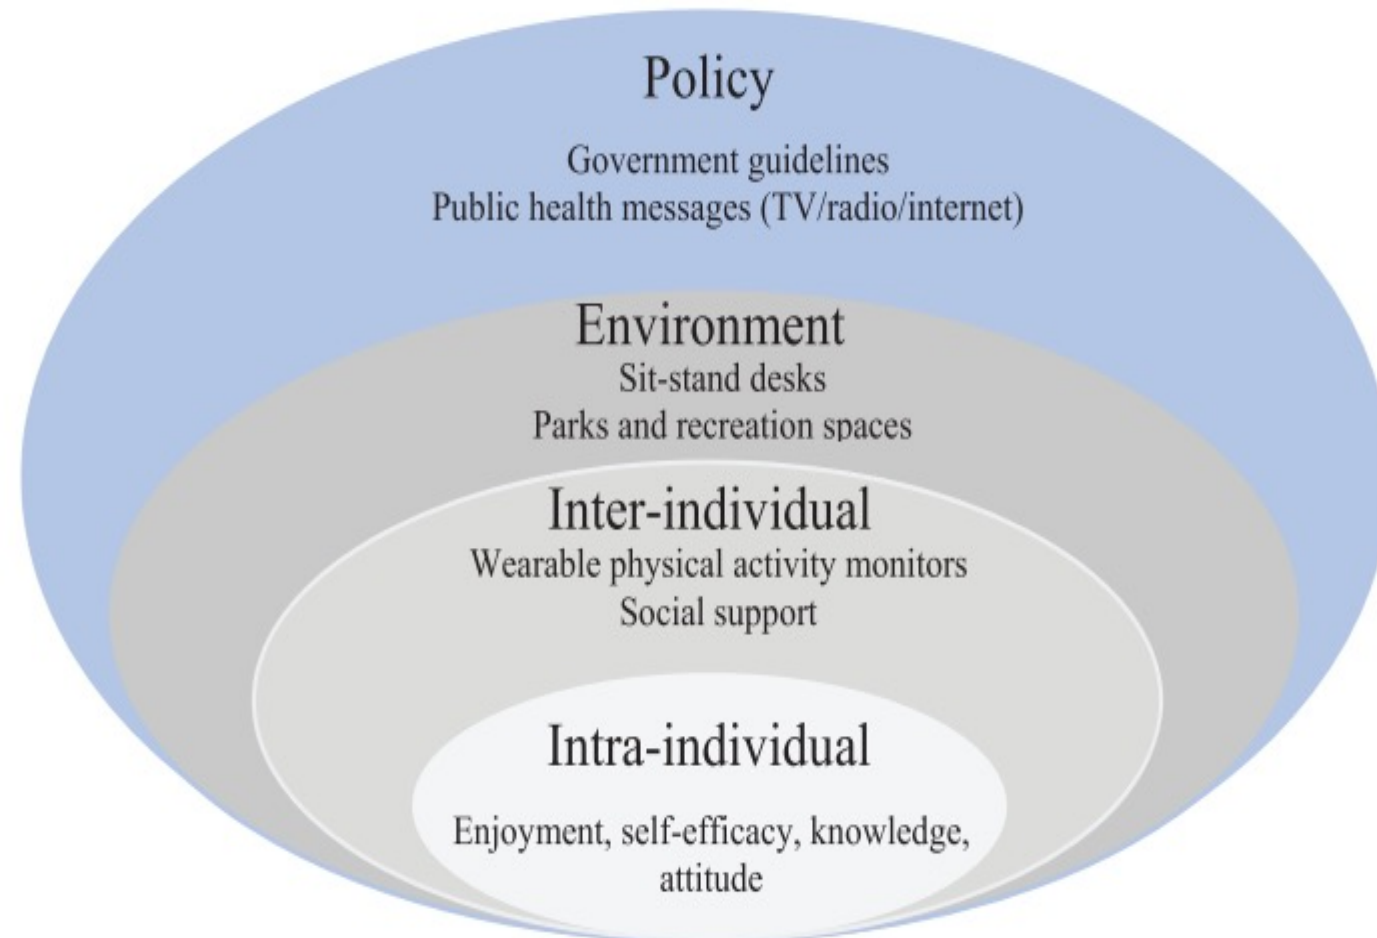 Policy
Government guidelines
Public health messages (TV/radio/internet)
Environment
Sit-stand desks
Parks and recreation spaces
Inter-individual
Wearable physical activity monitors
Social support
Intra-individual
Enjoyment, self-efficacy, knowledge,
attitude